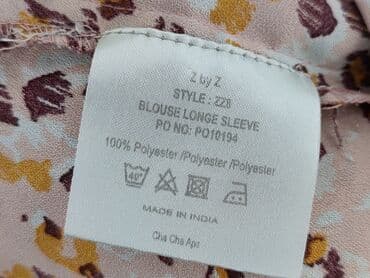 Z by Z
STYLE : ZZ8
BLOUSE LONGE SLEEVE
PO NO: PO10194
100% Polyester /Polyester /Polyester
40°
MADE IN INDIA
Cha Cha Aps